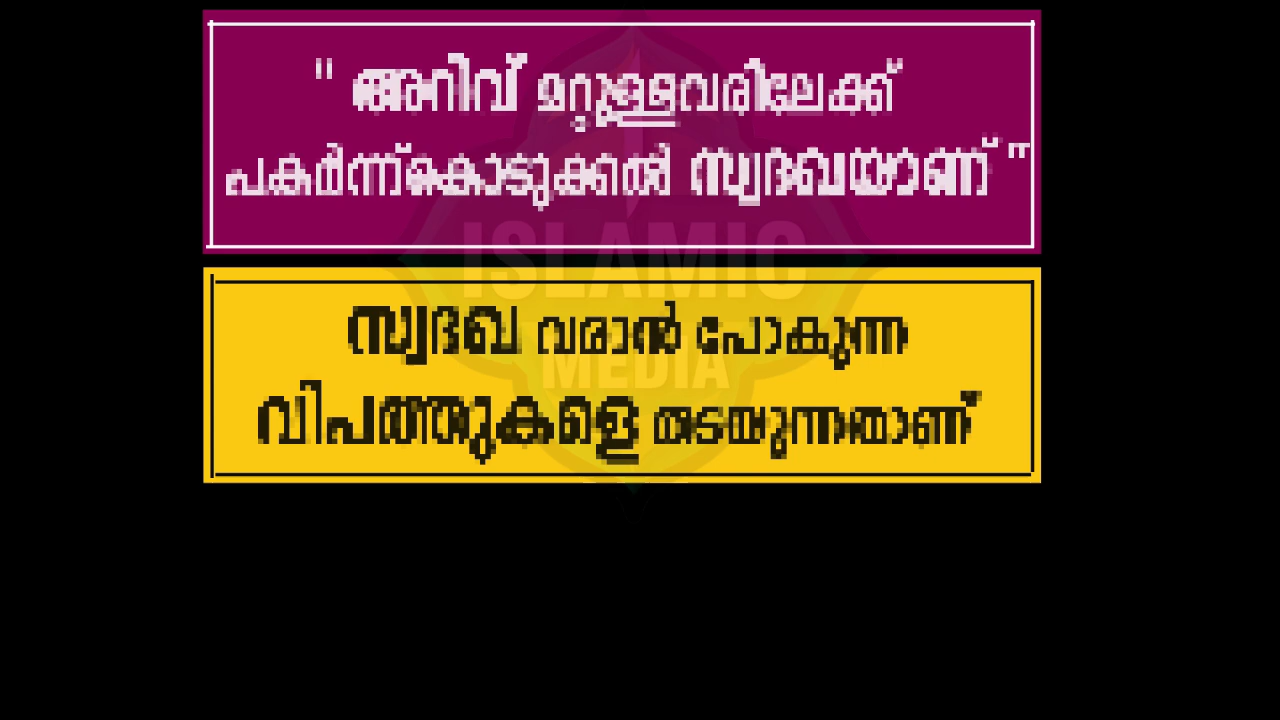 " അറിവ് മറ്റുള്ളവരിലേക്ക്
പകർന്ന്കൊടുക്കൽ സ്വദഖയാണ് "
ISLAMIC
സ്വദഖ വരാൻ പോകുന്ന
MEDIA
വിപത്തുകളെ തടയുന്നതാണ്